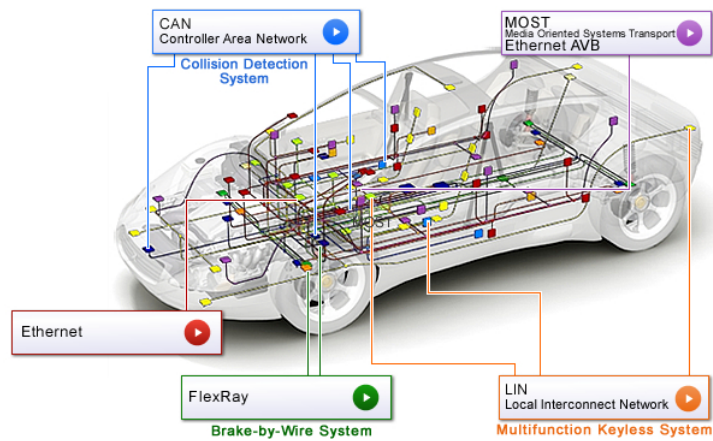 CAN
Controller Area Network
Collision Detection
System
MOST
Media Oriented Systems Transport
Ethernet AVB
MOST
Ethernet
FlexRay
Brake-by-Wire System
LIN
Local Interconnect Network
Multifunction Keyless System